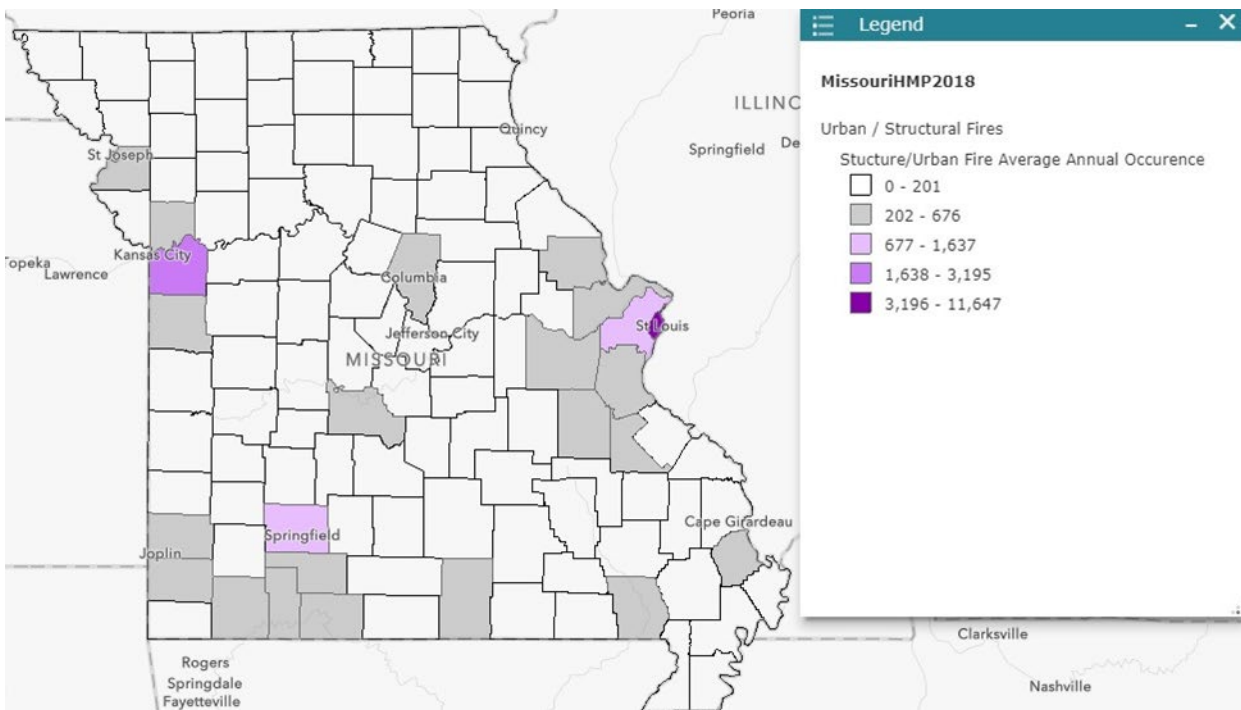 Peoria
ILLINC
Quincy
Springfield De
St Joseph
Kansas City
Topeka
Lawrence
Columbia
St Louis
Jefferson City
MISSOURI
Springfield
Joplin
Cape Girardeau
Rogers
Springdale
Fayetteville
Clarksville
Nashville
Legend
MissouriHMP2018
Urban / Structural Fires
Stucture/Urban Fire Average Annual Occurence
0 - 201
202 - 676
677 - 1,637
1,638 - 3,195
3,196 - 11,647